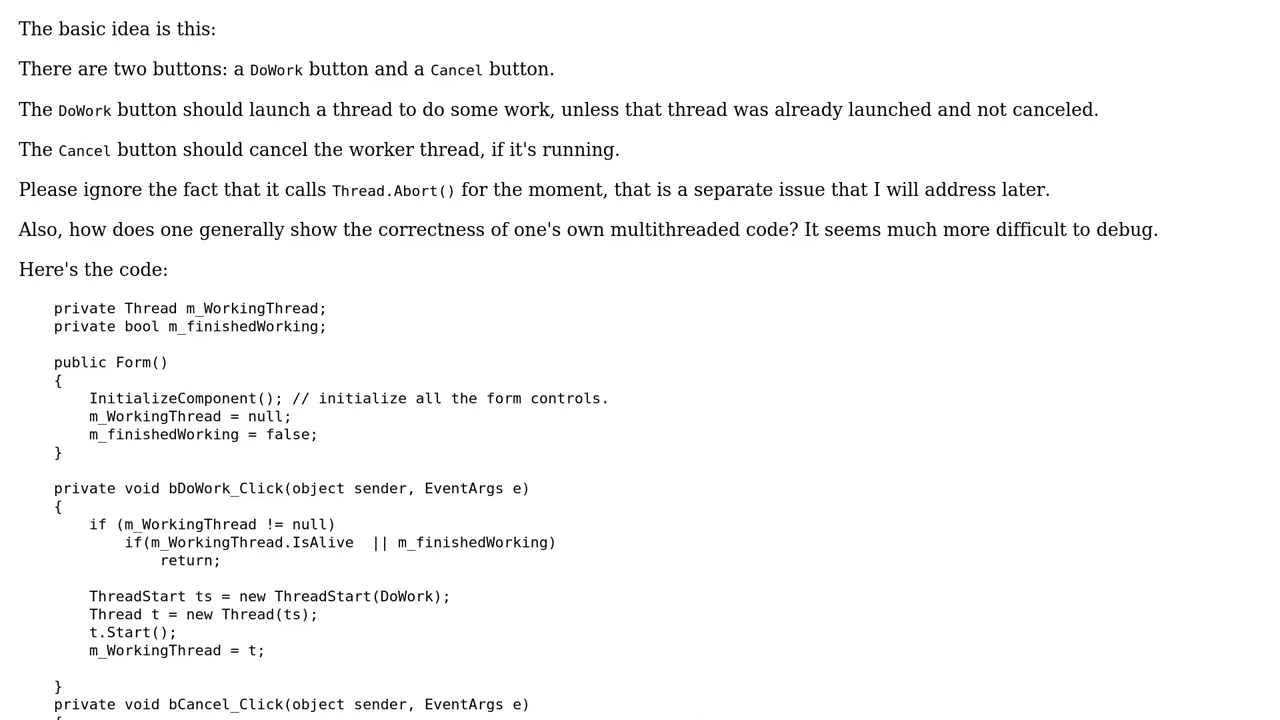 The basic idea is this:
There are two buttons: a DoWork button and a Cancel button.
The DoWork button should launch a thread to do some work, unless that thread was already launched and not canceled.
The Cancel button should cancel the worker thread, if it's running.
Please ignore the fact that it calls Thread.Abort() for the moment, that is a separate issue that I will address later.
Also, how does one generally show the correctness of one's own multithreaded code? It seems much more difficult to debug.
Here's the code:
    private Thread m_WorkingThread;
    private bool m_finishedWorking;

    public Form()
    {
        InitializeComponent(); // initialize all the form controls.
        m_WorkingThread = null;
        m_finishedWorking = false;
    }

    private void bDoWork_Click(object sender, EventArgs e)
    {
        if (m_WorkingThread != null)
            if(m_WorkingThread.IsAlive  || m_finishedWorking)
                return;

        ThreadStart ts = new ThreadStart(DoWork);
        Thread t = new Thread(ts);
        t.Start();
        m_WorkingThread = t;

    }
    private void bCancel_Click(object sender, EventArgs e)